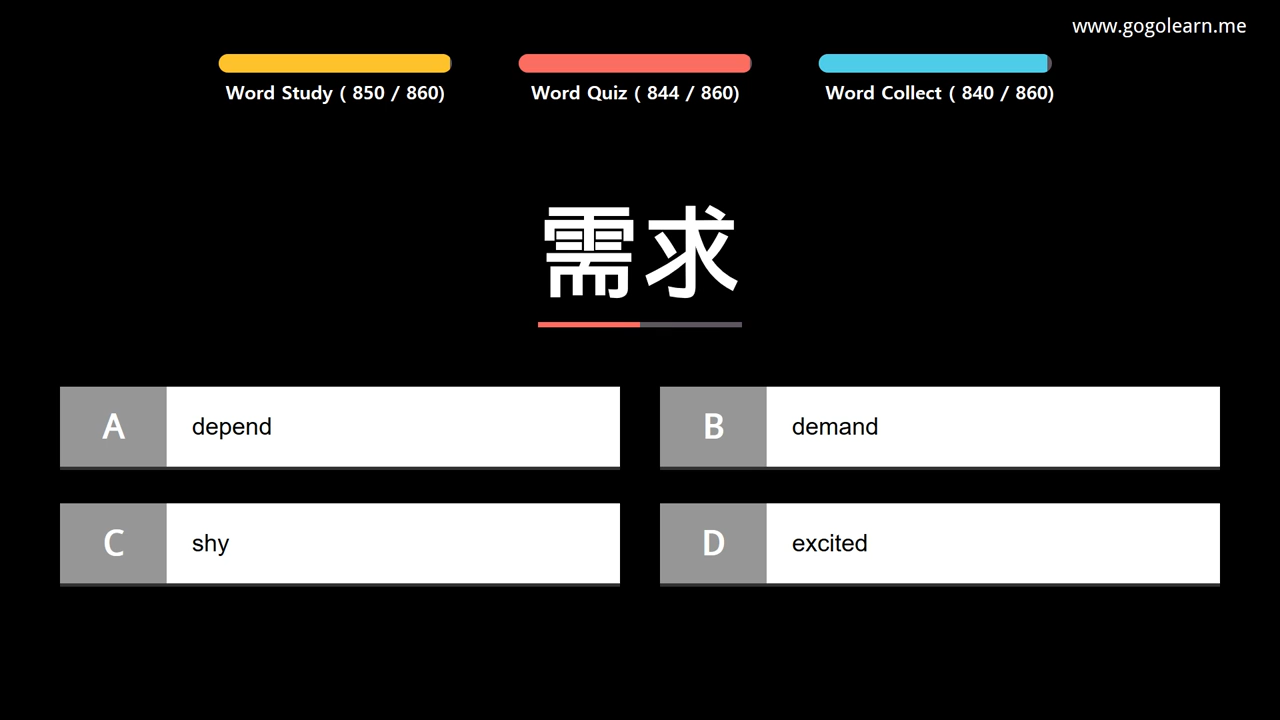 www.gogolearn.me
Word Study ( 850 / 860)
Word Quiz ( 844 / 860)
Word Collect ( 840 / 860)
需求
A depend
B demand
C shy
D excited